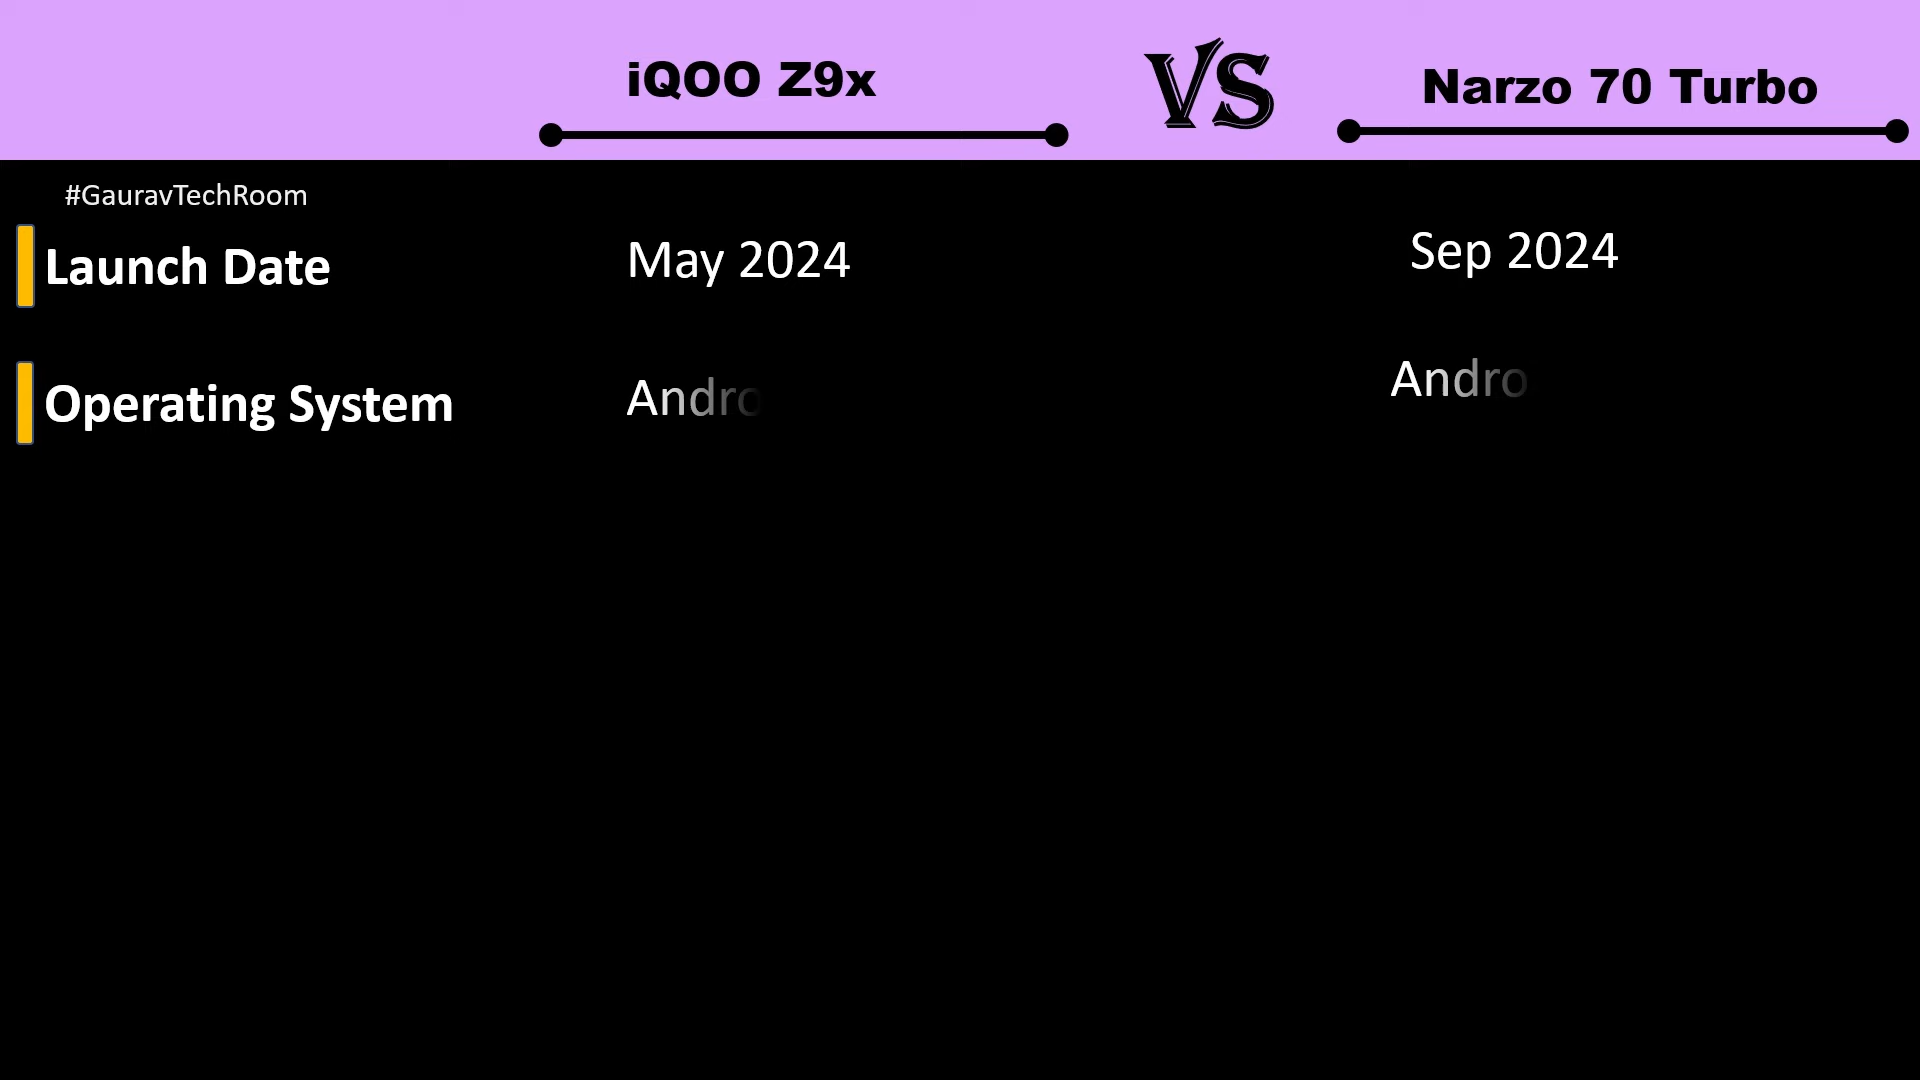 iQOO Z9x VS Narzo 70 Turbo
#GauravTechRoom
Launch Date May 2024 Sep 2024
Operating System Andro Andro